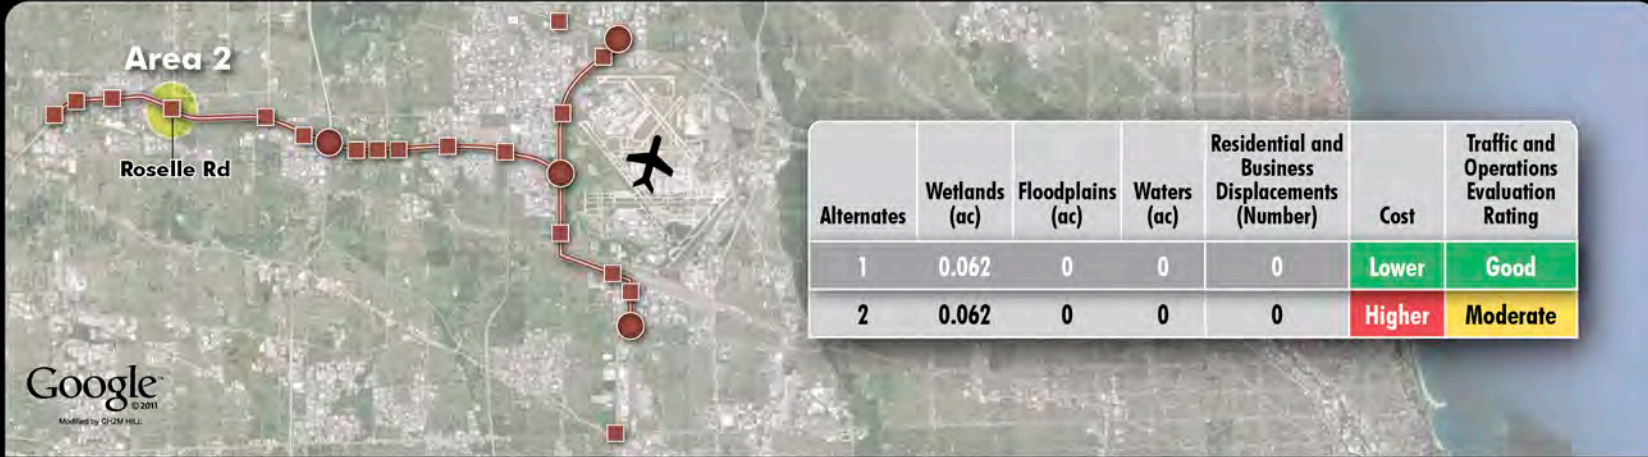 Area 2
Roselle Rd
Google
©2011
Modified by CH2M HILL
Alternates Wetlands (ac) Floodplains (ac) Waters (ac) Residential and Business Displacements (Number) Cost Traffic and Operations Evaluation Rating
1 0.062 0 0 0 Lower Good
2 0.062 0 0 0 Higher Moderate